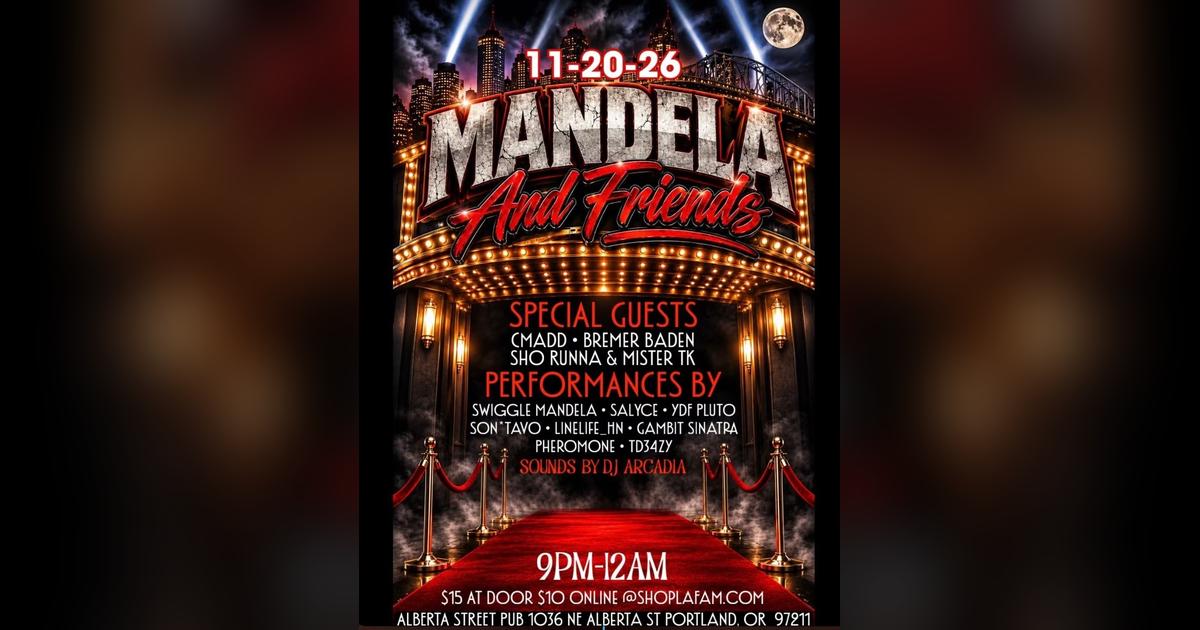 11-20-26
MANDELA
And Friends
SPECIAL GUESTS
CMADD • BREMER BADEN
SHO RUNNA & MISTER TK
PERFORMANCES BY
SWIGGLE MANDELA • SALYCE • YDF PLUTO
SON*TAVO • LINELIFE_HN • GAMBIT SINATRA
PHEROMONE • TD34ZY
SOUNDS BY DJ ARCADIA
9PM-12AM
$15 AT DOOR $10 ONLINE @SHOPLAFAM.COM
ALBERTA STREET PUB 1036 NE ALBERTA ST PORTLAND, OR 97211